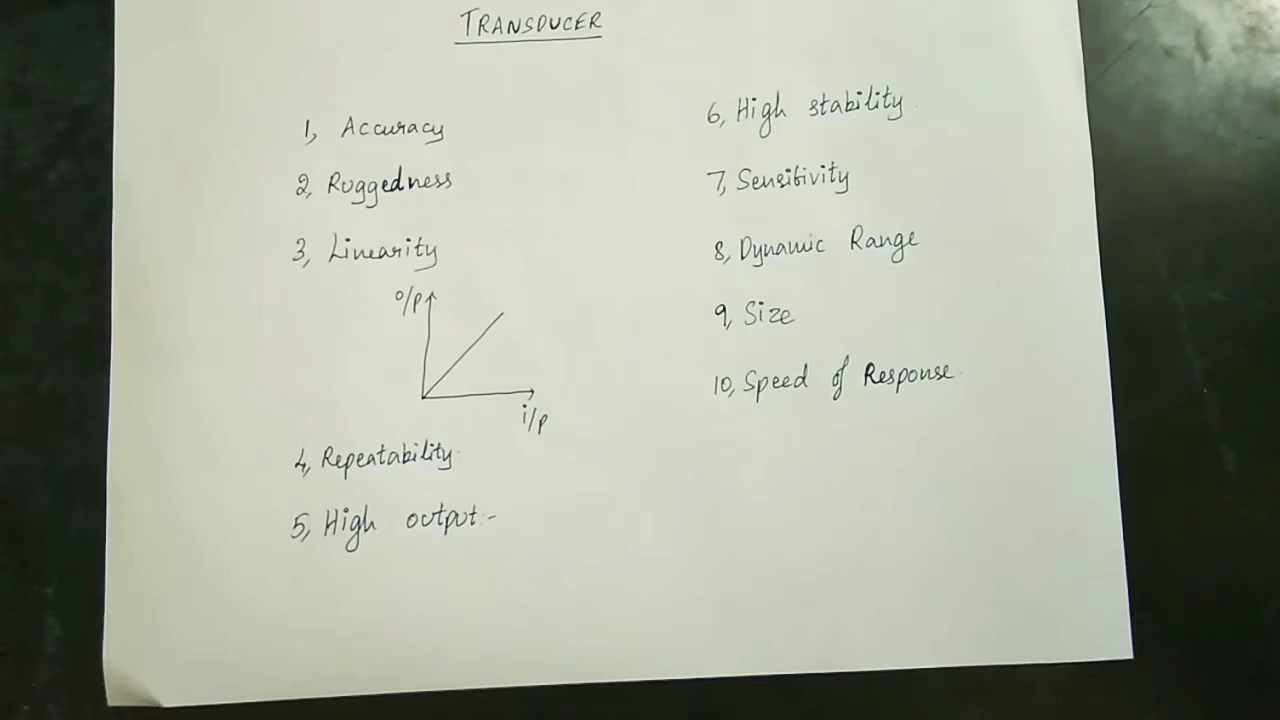 TRANSDUCER
1, Accuracy
2, Ruggedness
3, Linearity
o/p
i/p
4, Repeatability
5, High output:-
6, High stability
7, Sensitivity
8, Dynamic Range
9, Size
10, Speed of Response.